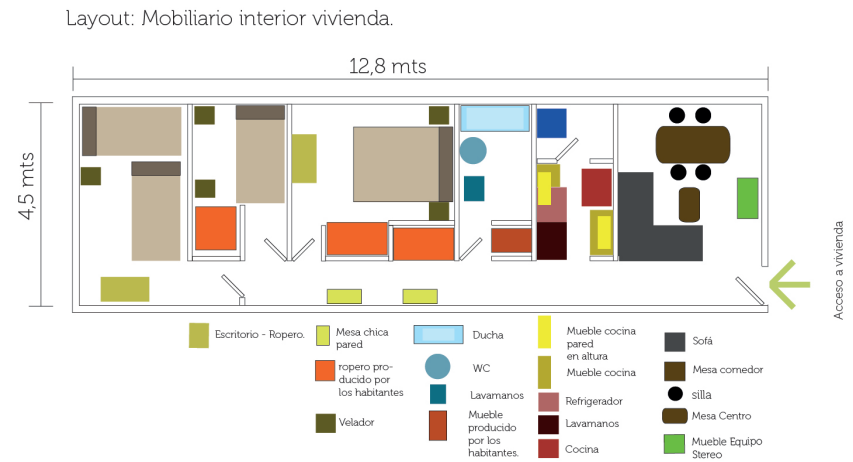 Layout: Mobiliario interior vivienda.
12,8 mts
4,5 mts
Acceso a vivienda
Escritorio - Ropero.
Mesa chica
pared
ropero pro-
ducido por
los habitantes
Velador
Ducha
WC
Lavamanos
Mueble
producido
por los
habitantes.
Mueble cocina
pared
en altura
Mueble cocina
Refrigerador
Lavamanos
Cocina
Sofá
Mesa comedor
silla
Mesa Centro
Mueble Equipo
Stereo